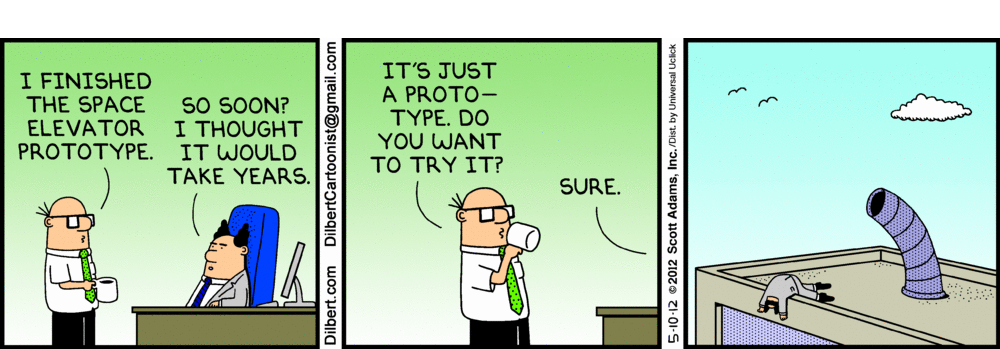 I FINISHED
THE SPACE
ELEVATOR
PROTOTYPE.
SO SOON?
I THOUGHT
IT WOULD
TAKE YEARS.
Dilbert.com DilbertCartoonist@gmail.com
IT'S JUST
A PROTO-
TYPE. DO
YOU WANT
TO TRY IT?
SURE.
5-10-12 ©2012 Scott Adams, Inc. /Dist. by Universal Uclick